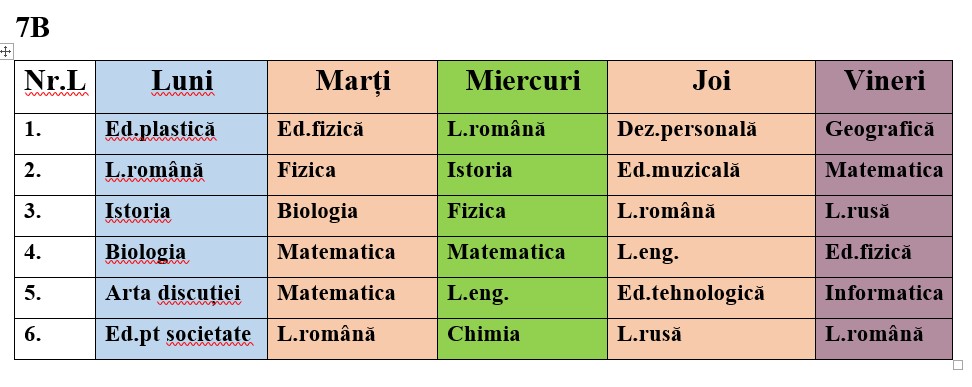 7B
Nr.L Luni Marți Miercuri Joi Vineri
1. Ed.plastică Ed.fizică L.română Dez.personală Geografică
2. L.română Fizica Istoria Ed.muzicală Matematica
3. Istoria Biologia Fizica L.română L.rusă
4. Biologia Matematica Matematica L.eng. Ed.fizică
5. Arta discuției Matematica L.eng. Ed.tehnologică Informatica
6. Ed.pt societate L.română Chimia L.rusă L.română